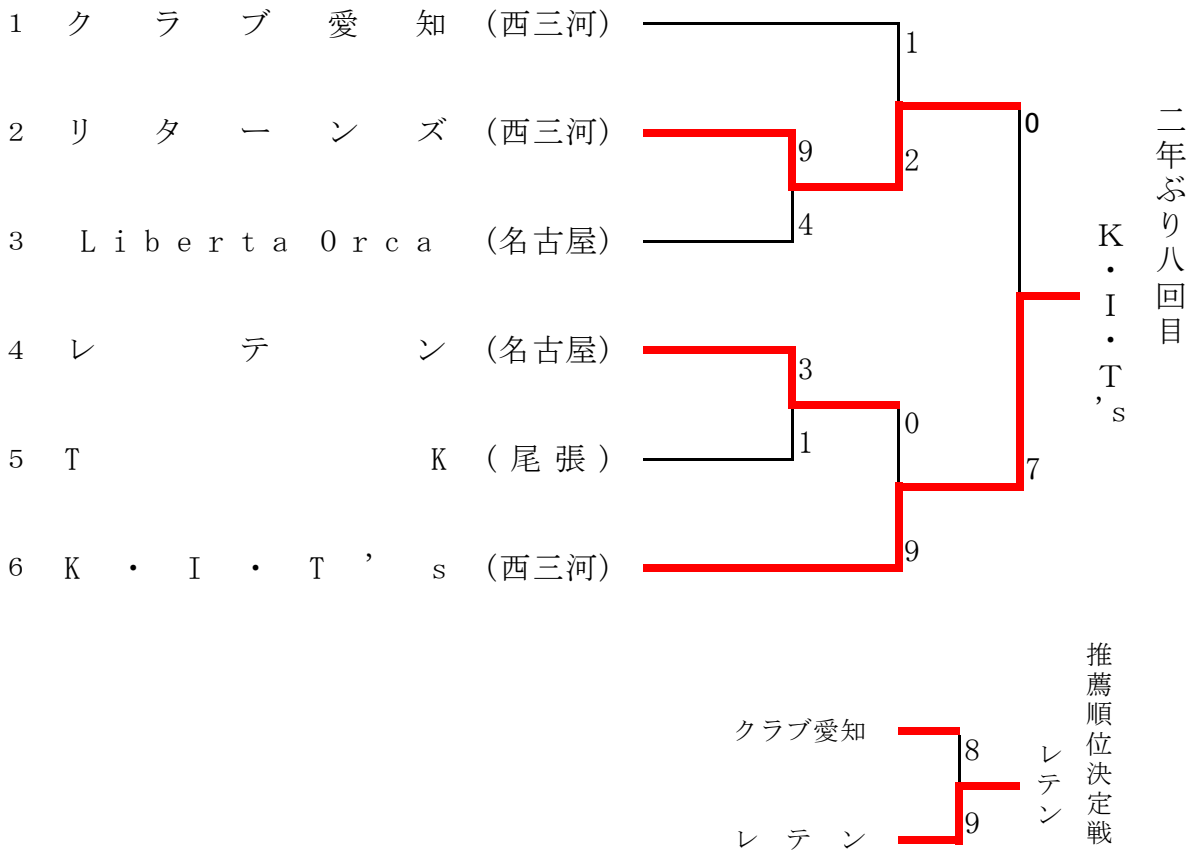 1 クラブ愛知 (西三河)
1
2 リターンズ (西三河)
9
2
0
3 Liberta Orca (名古屋)
4
4 レテン (名古屋)
3
0
5 TK (尾張)
1
7
6 K・I・T's (西三河)
9
K・I・T's
二年ぶり八回目
推薦順位決定戦
クラブ愛知
8
レテン
9
レテン